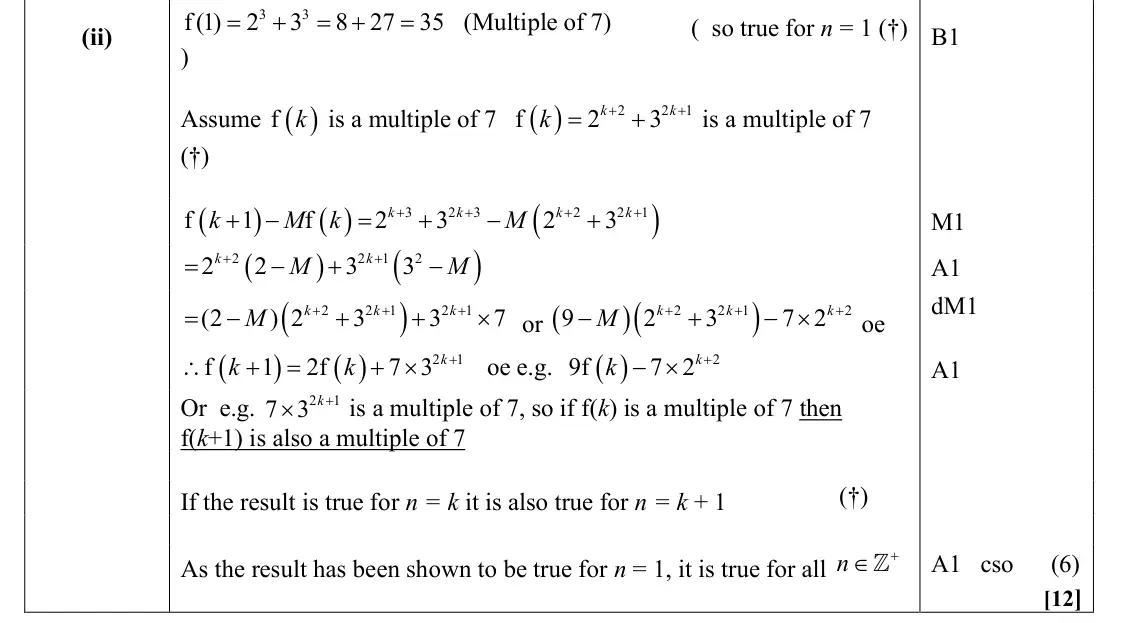 (ii) f(1) = 2³ + 3³ = 8 + 27 = 35 (Multiple of 7) ( so true for n = 1 (†) B1
)
Assume f(k) is a multiple of 7 f(k) = 2^{k+2} + 3^{2k+1} is a multiple of 7
(†)
f(k+1) − Mf(k) = 2^{k+3} + 3^{2k+3} − M(2^{k+2} + 3^{2k+1}) M1
= 2^{k+2}(2 − M) + 3^{2k+1}(3² − M) A1
= (2 − M)(2^{k+2} + 3^{2k+1}) + 3^{2k+1} × 7 or (9 − M)(2^{k+2} + 3^{2k+1}) − 7 × 2^{k+2} oe dM1
∴ f(k+1) = 2f(k) + 7 × 3^{2k+1} oe e.g. 9f(k) − 7 × 2^{k+2} A1
Or e.g. 7 × 3^{2k+1} is a multiple of 7, so if f(k) is a multiple of 7 then
f(k+1) is also a multiple of 7
If the result is true for n = k it is also true for n = k + 1 (†)
As the result has been shown to be true for n = 1, it is true for all n ∈ ℤ⁺ A1 cso (6)
[12]